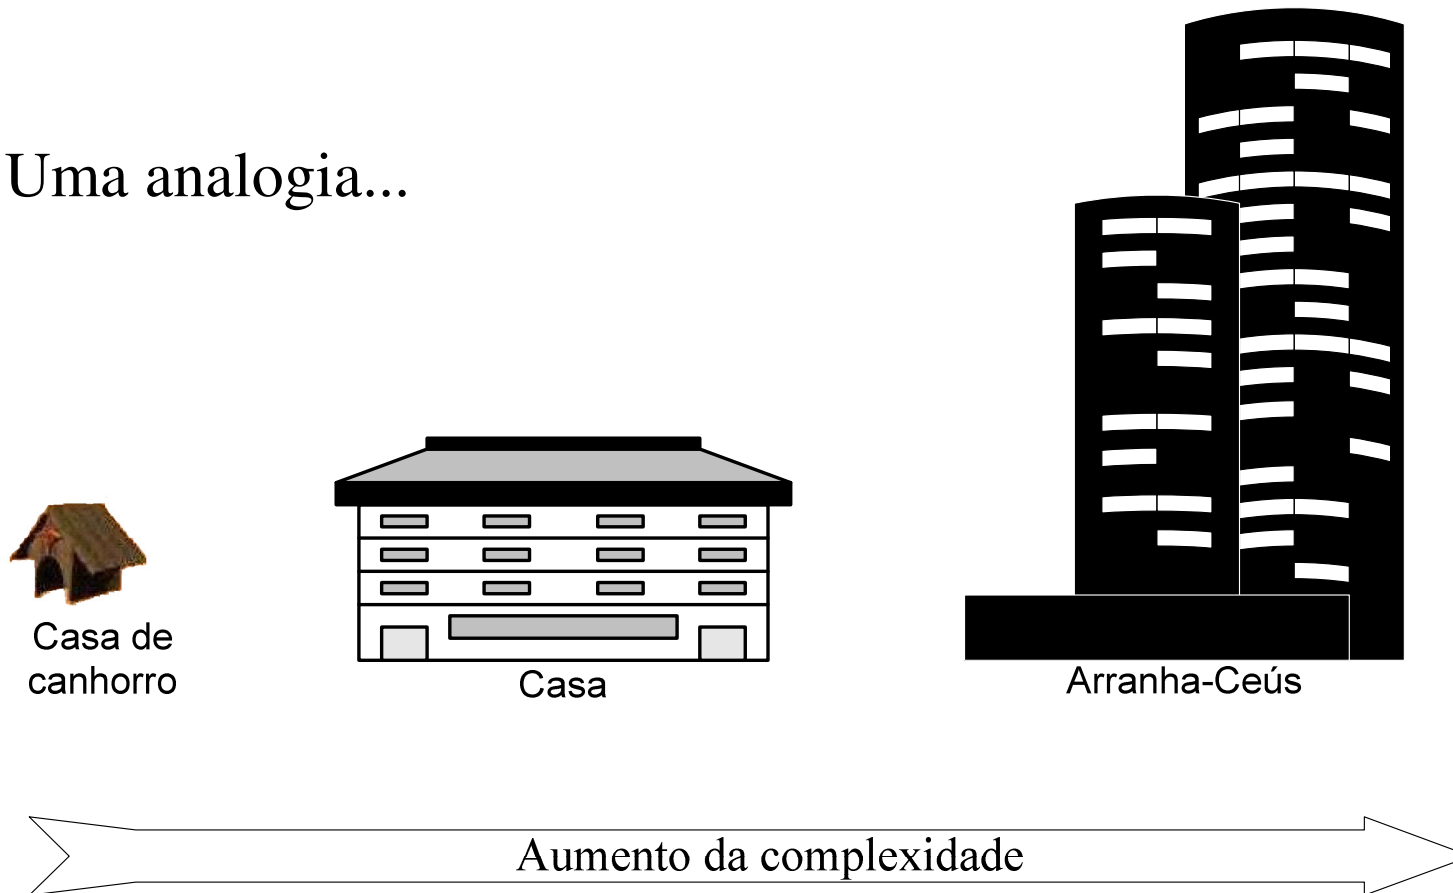 Uma analogia...
Casa de
canhorro
Casa
Arranha-Ceús
Aumento da complexidade